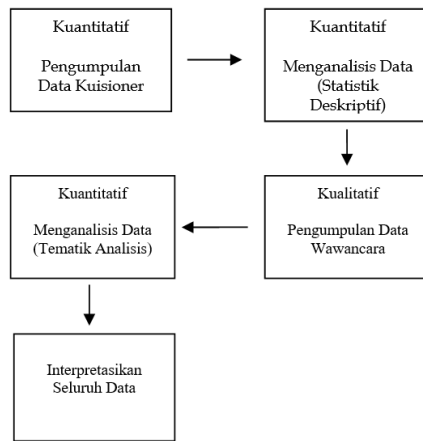 Kuantitatif
Pengumpulan
Data Kuisioner
Kuantitatif
Menganalisis Data
(Statistik
Deskriptif)
Kualitatif
Pengumpulan Data
Wawancara
Kuantitatif
Menganalisis Data
(Tematik Analisis)
Interpretasikan
Seluruh Data